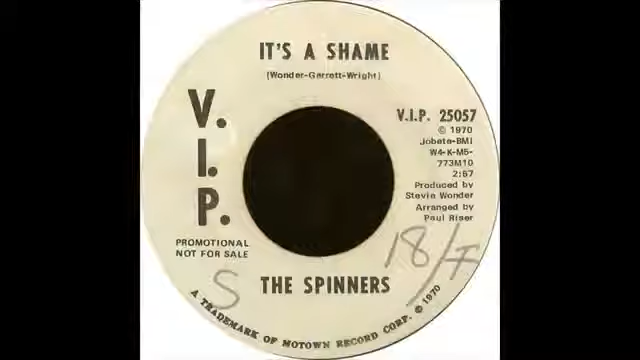 IT'S A SHAME
(Wonder-Garrett-Wright)
V.
I.
P.
V.I.P. 25057
© 1970
Jobete-BMI
W4-K-M5-
773M10
2:57
Produced by
Stevie Wonder
Arranged by
Paul Riser
PROMOTIONAL
NOT FOR SALE
18/F
S
THE SPINNERS
A TRADEMARK OF MOTOWN RECORD CORP. © 1970